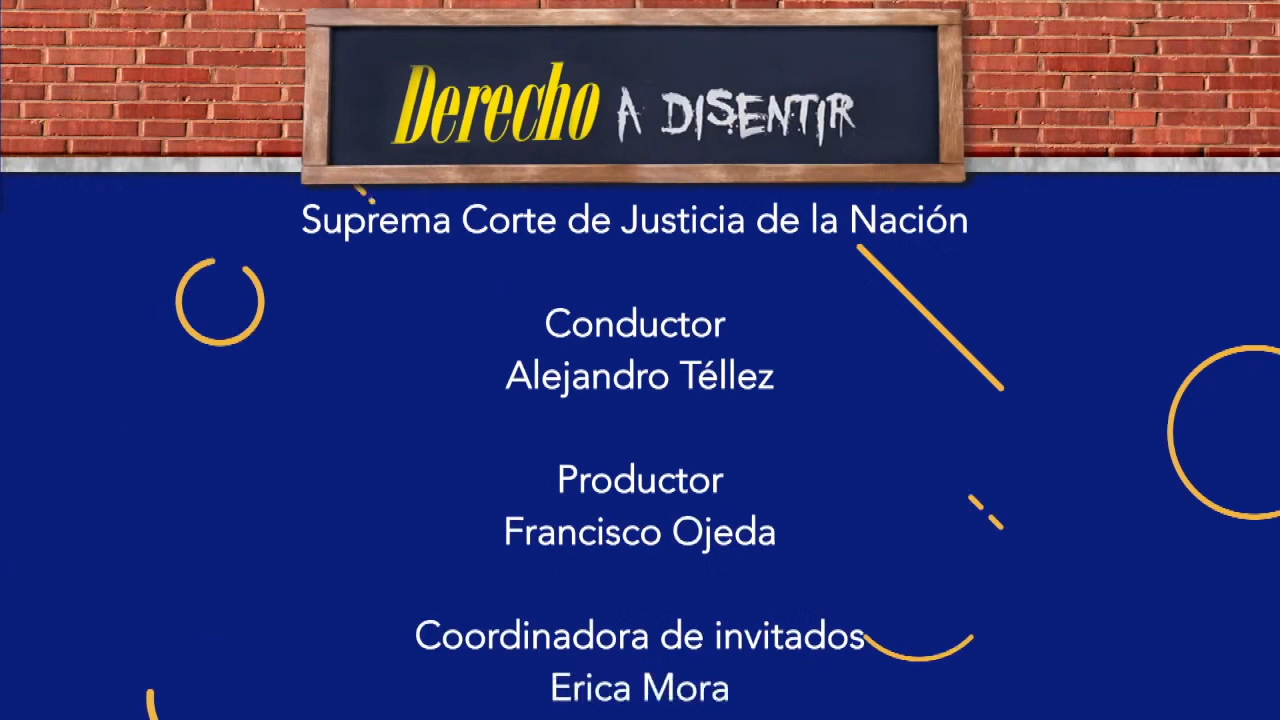 Derecho A DISENTIR
Suprema Corte de Justicia de la Nación
Conductor
Alejandro Téllez
Productor
Francisco Ojeda
Coordinadora de invitados
Erica Mora